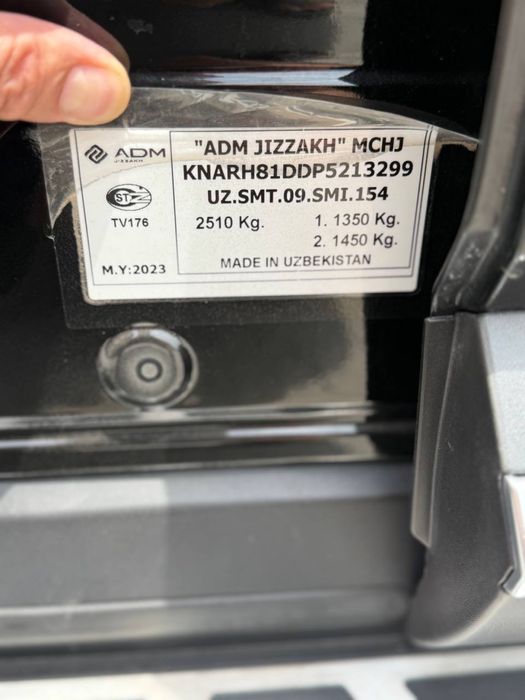 ADM
JIZZAKH
"ADM JIZZAKH" MCHJ
KNARH81DDP5213299
UZ.SMT.09.SMI.154
TV176
2510 Kg. 1. 1350 Kg.
2. 1450 Kg.
M.Y:2023
MADE IN UZBEKISTAN